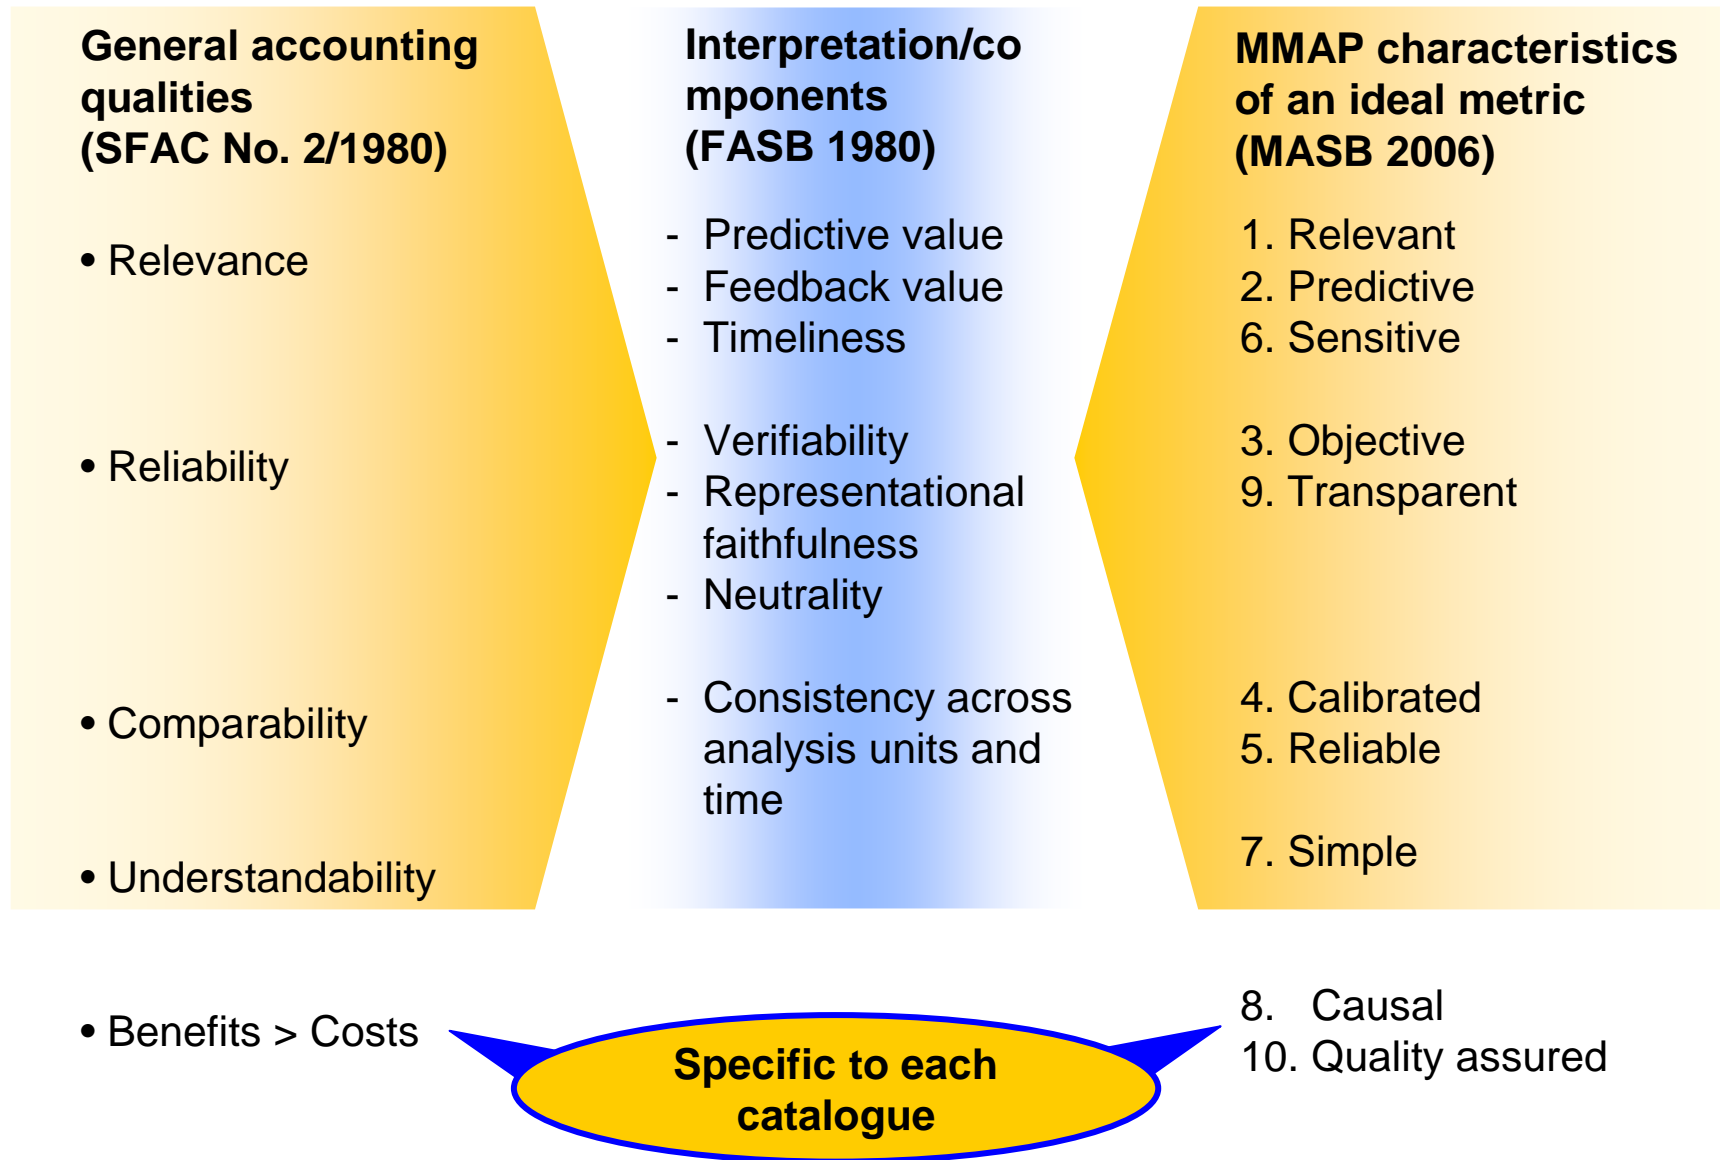 General accounting
qualities
(SFAC No. 2/1980)
• Relevance
• Reliability
• Comparability
• Understandability
• Benefits > Costs
Interpretation/co
mponents
(FASB 1980)
- Predictive value
- Feedback value
- Timeliness
- Verifiability
- Representational
faithfulness
- Neutrality
- Consistency across
analysis units and
time
MMAP characteristics
of an ideal metric
(MASB 2006)
1. Relevant
2. Predictive
6. Sensitive
3. Objective
9. Transparent
4. Calibrated
5. Reliable
7. Simple
8. Causal
10. Quality assured
Specific to each
catalogue